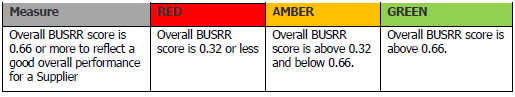 Measure
RED
AMBER
GREEN
Overall BUSRR score is
0.66 or more to reflect a
good overall performance
for a Supplier
Overall BUSRR
score is 0.32 or less
Overall BUSRR
score is above 0.32
and below 0.66.
Overall BUSRR score is
above 0.66.